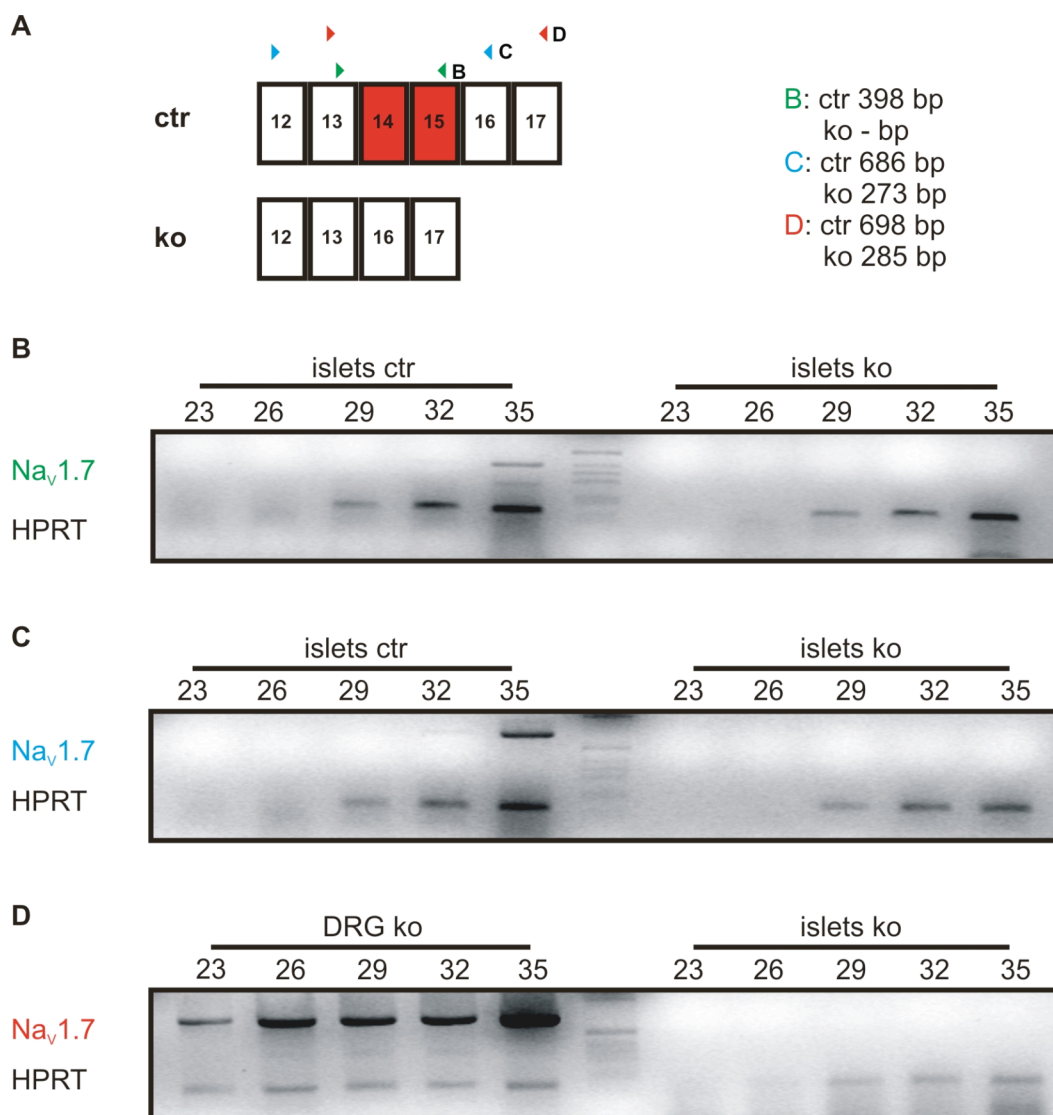 A
D
C
B
ctr
12 13 14 15 16 17
ko
12 13 16 17
B: ctr 398 bp
ko - bp
C: ctr 686 bp
ko 273 bp
D: ctr 698 bp
ko 285 bp
B
islets ctr islets ko
23 26 29 32 35 23 26 29 32 35
NaV1.7
HPRT
C
islets ctr islets ko
23 26 29 32 35 23 26 29 32 35
NaV1.7
HPRT
D
DRG ko islets ko
23 26 29 32 35 23 26 29 32 35
NaV1.7
HPRT